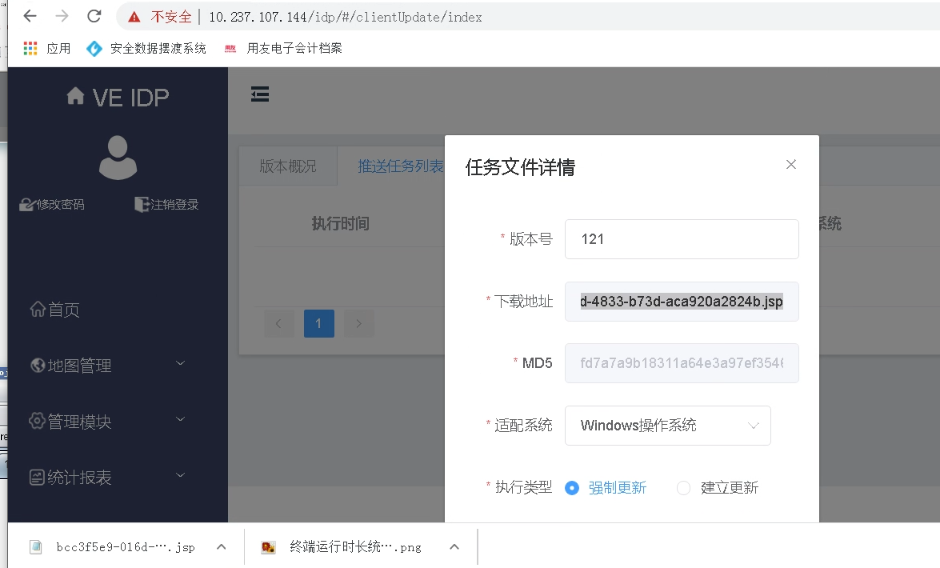 不安全 | 10.237.107.144/idp/#/clientUpdate/index
应用 安全数据摆渡系统 用友电子会计档案
VE IDP
修改密码 注销登录
首页
地图管理
管理模块
统计报表
版本概况 推送任务列表
执行时间 系统
1
任务文件详情
* 版本号 121
* 下载地址 d-4833-b73d-aca920a2824b.jsp
* MD5 fd7a7a9b18311a64e3a97ef354
* 适配系统 Windows操作系统
* 执行类型 强制更新 建立更新
bcc3f5e9-016d-….jsp 终端运行时长统….png